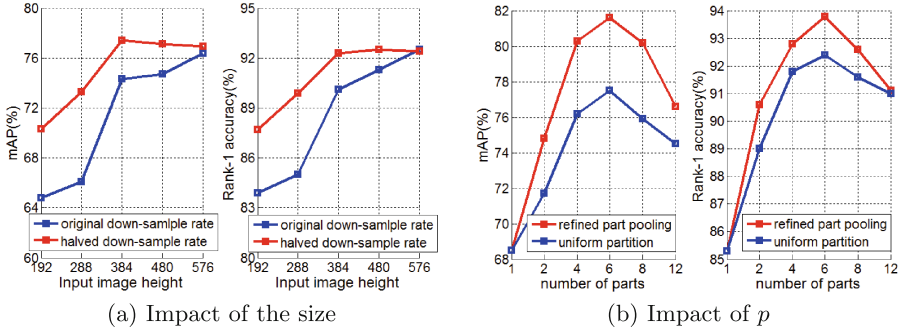 80
76
72
68
64
60
mAP(%)
original down-sample rate
halved down-sample rate
192 288 384 480 576
Input image height
95
92
89
86
83
80
Rank-1 accuracy(%)
original down-sample rate
halved down-sample rate
192 288 384 480 576
Input image height
(a) Impact of the size
82
80
78
76
74
72
70
68
mAP(%)
refined part pooling
uniform partition
1 2 4 6 8 12
number of parts
94
93
92
91
90
89
88
87
86
85
Rank-1 accuracy(%)
refined part pooling
uniform partition
1 2 4 6 8 12
number of parts
(b) Impact of p